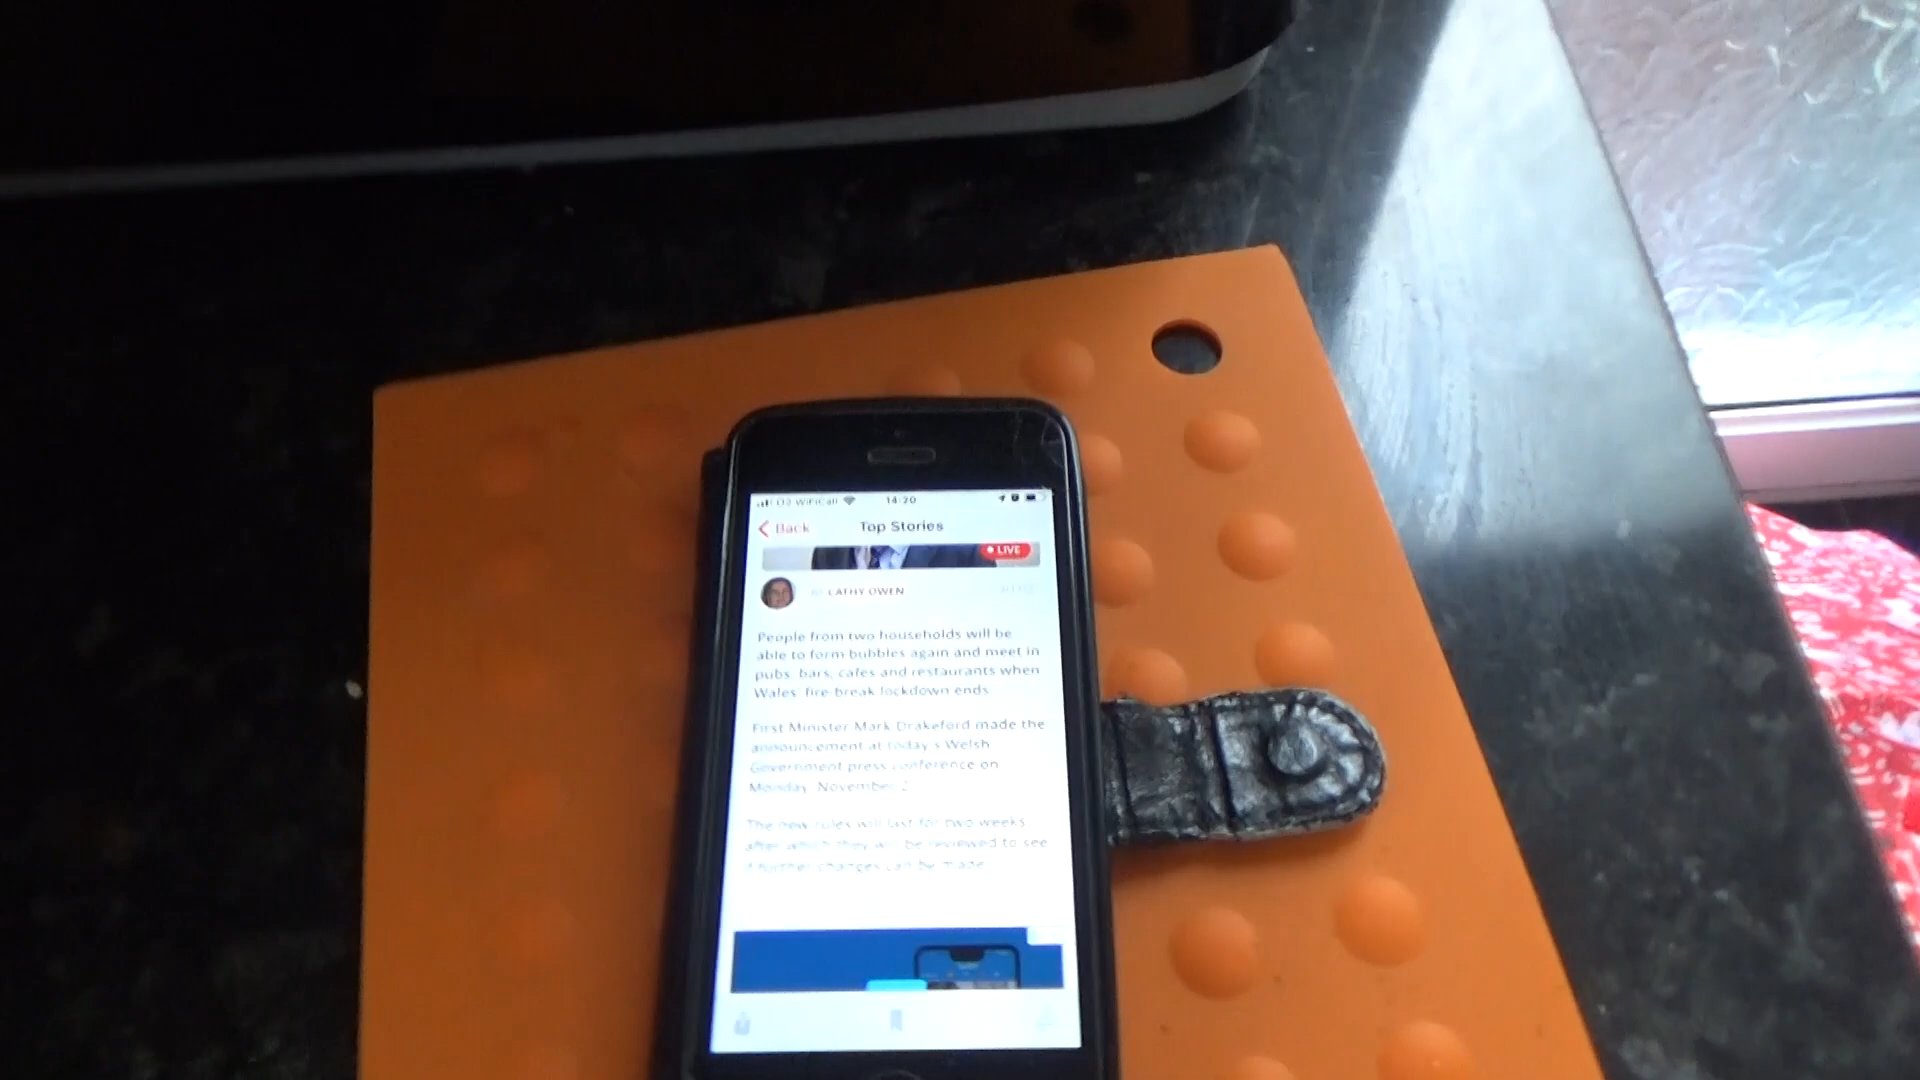 O2-WiFiCall 14:20
Back Top Stories
LIVE
CATHY OWEN
People from two households will be
able to form bubbles again and meet in
pubs, bars, cafes and restaurants when
Wales' fire-break lockdown ends.
First Minister Mark Drakeford made the
announcement at today's Welsh
Government press conference on
Monday, November 2.
The new rules will last for two weeks,
after which they will be reviewed to see
if further changes can be made.